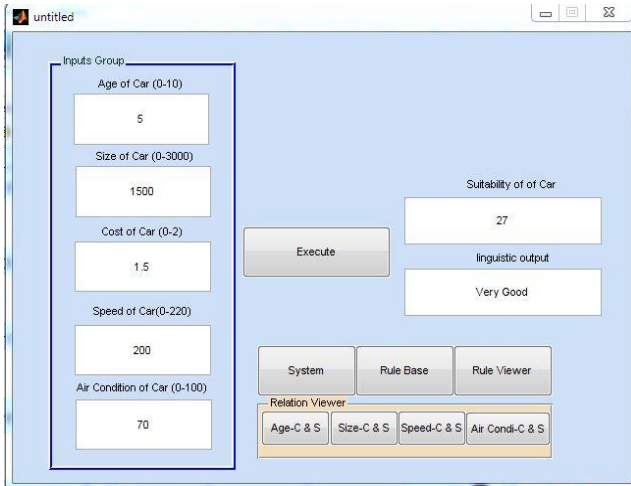 untitled
Inputs Group
Age of Car (0-10)
5
Size of Car (0-3000)
1500
Cost of Car (0-2)
1.5
Speed of Car(0-220)
200
Air Condition of Car (0-100)
70
Execute
Suitability of of Car
27
linguistic output
Very Good
System
Rule Base
Rule Viewer
Relation Viewer
Age-C & S
Size-C & S
Speed-C & S
Air Condi-C & S